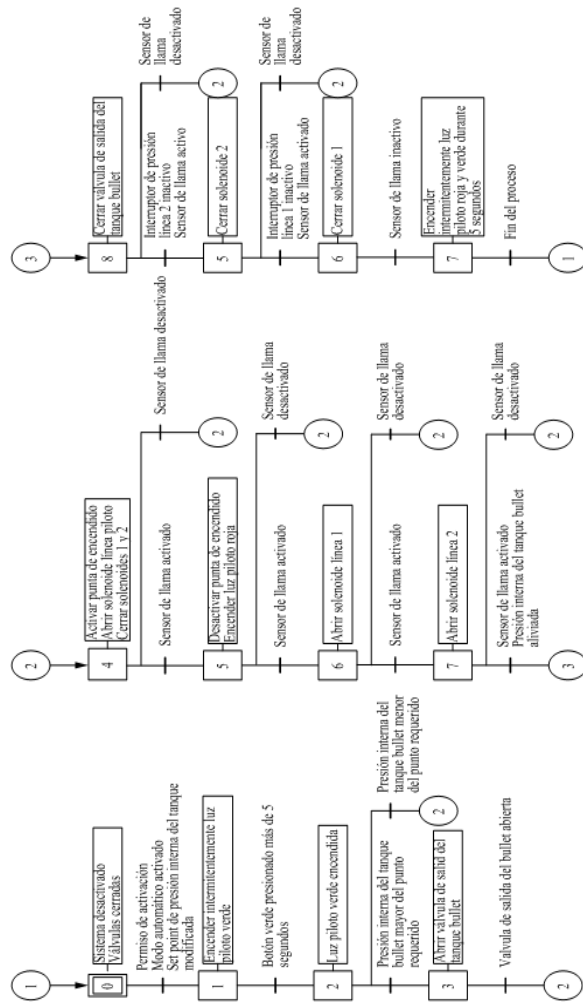 1
0
Sistema desactivado
Válvulas cerradas
Permiso de activación
Modo automático activado
Set point de presión interna del tanque
modificada
1
Encender intermitentemente luz
piloto verde
Botón verde presionado más de 5
segundos
2
Luz piloto verde encendida
Presión interna del tanque
bullet mayor del punto
requerido
Presión interna del
tanque bullet menor
del punto requerido
2
3
Abrir válvula de salid del
tanque bullet
Valvula de salida del bullet abierta
2
2
4
Activar punta de encendido
Abrir solenoide línea piloto
Cerrar solenoides 1 y 2
Sensor de llama activado
Sensor de llama desactivado
2
5
Desactivar punta de encendido
Encender luz piloto roja
Sensor de llama activado
Sensor de llama
desactivado
2
6
Abrir solenoide línea 1
Sensor de llama activado
Sensor de llama
desactivado
2
7
Abrir solenoide línea 2
Sensor de llama activado
Presión interna del tanque bullet
aliviada
Sensor de llama
desactivado
2
3
3
8
Cerrar válvula de salida del
tanque bullet
Interruptor de presión
línea 2 inactivo
Sensor de llama activo
Sensor de llama
desactivado
2
5
Cerrar solenoide 2
Interruptor de presión
línea 1 inactivo
Sensor de llama activado
Sensor de llama
desactivado
2
6
Cerrar solenoide 1
Sensor de llama inactivo
7
Encender
intermitentemente luz
piloto roja y verde durante
5 segundos
Fin del proceso
1